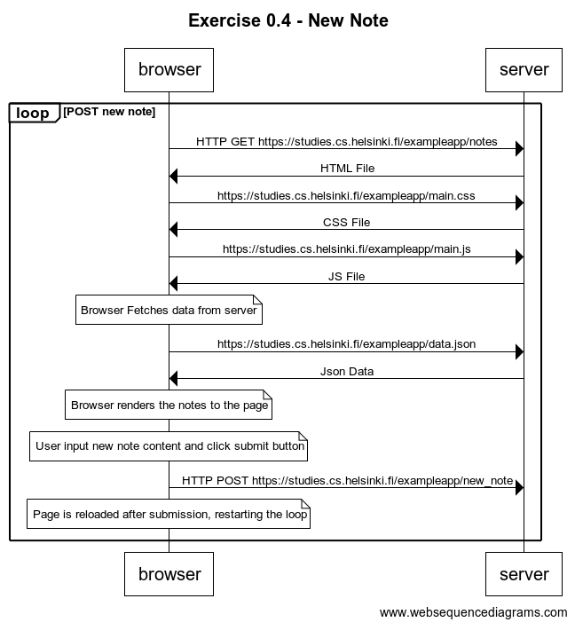 Exercise 0.4 - New Note
browser
server
loop
[POST new note]
HTTP GET https://studies.cs.helsinki.fi/exampleapp/notes
HTML File
https://studies.cs.helsinki.fi/exampleapp/main.css
CSS File
https://studies.cs.helsinki.fi/exampleapp/main.js
JS File
Browser Fetches data from server
https://studies.cs.helsinki.fi/exampleapp/data.json
Json Data
Browser renders the notes to the page
User input new note content and click submit button
HTTP POST https://studies.cs.helsinki.fi/exampleapp/new_note
Page is reloaded after submission, restarting the loop
browser
server
www.websequencediagrams.com